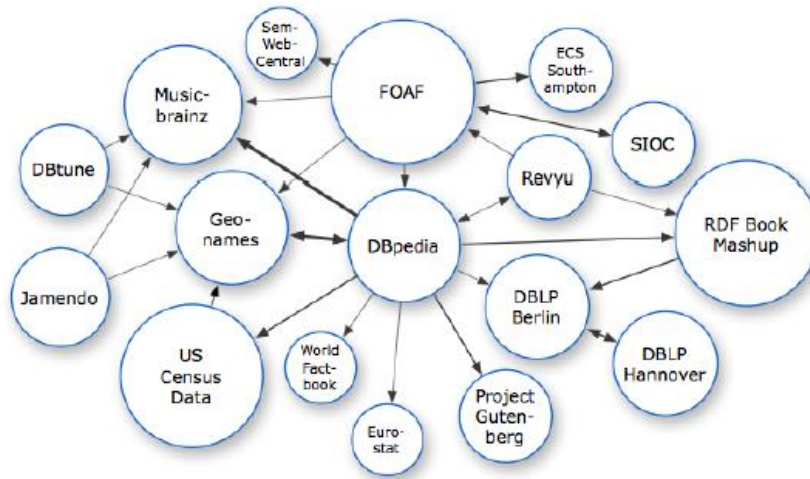 Sem-
Web-
Central
FOAF
ECS
South-
ampton
Music-
brainz
SIOC
DBtune
Revyu
Geo-
names
RDF Book
Mashup
DBpedia
Jamendo
DBLP
Berlin
US
Census
Data
World
Fact-
book
DBLP
Hannover
Project
Guten-
berg
Euro-
stat